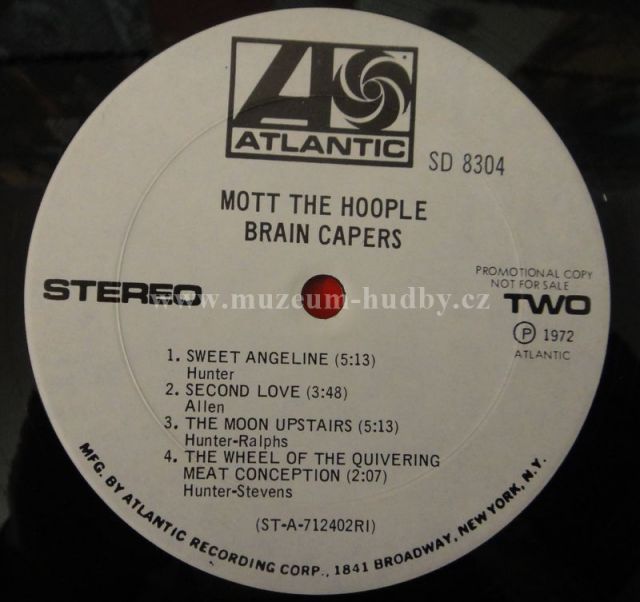 ATLANTIC
SD 8304
MOTT THE HOOPLE
BRAIN CAPERS
PROMOTIONAL COPY
NOT FOR SALE
STEREO
TWO
www.muzeum-hudby.cz
Ⓟ 1972
ATLANTIC
1. SWEET ANGELINE (5:13)
Hunter
2. SECOND LOVE (3:48)
Allen
3. THE MOON UPSTAIRS (5:13)
Hunter-Ralphs
4. THE WHEEL OF THE QUIVERING
MEAT CONCEPTION (2:07)
Hunter-Stevens
(ST-A-712402RI)
MFG. BY ATLANTIC RECORDING CORP., 1841 BROADWAY, NEW YORK, N.Y.